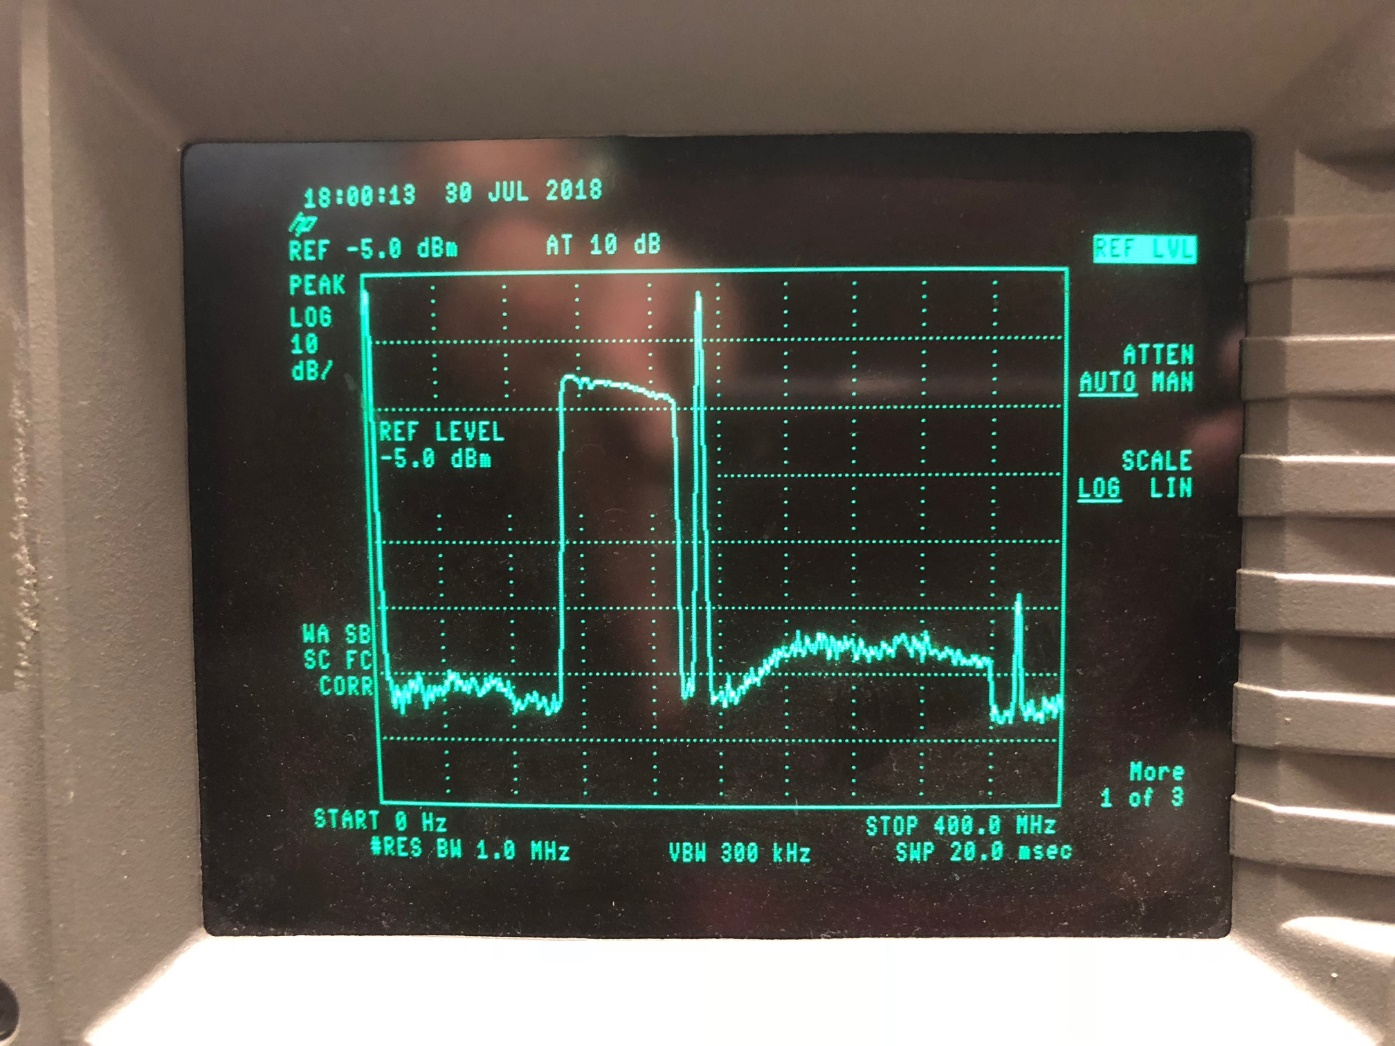 18:00:13 30 JUL 2018
hp
REF -5.0 dBm AT 10 dB
REF LVL
PEAK
LOG
10
dB/
ATTEN
AUTO MAN
REF LEVEL
-5.0 dBm
SCALE
LOG LIN
WA SB
SC FC
CORR
More
1 of 3
START 0 Hz
STOP 400.0 MHz
#RES BW 1.0 MHz
VBW 300 kHz
SWP 20.0 msec